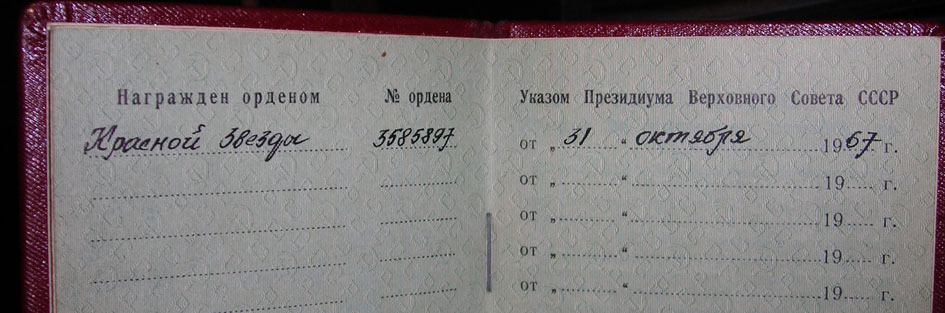 Награжден орденом № ордена Указом Президиума Верховного Совета СССР
Красной Звезды 3585897 от „ 31 “ октября 1967 г.
от „ “ 19 г.
от „ “ 19 г.
от „ “ 19 г.
от „ “ 19 г.